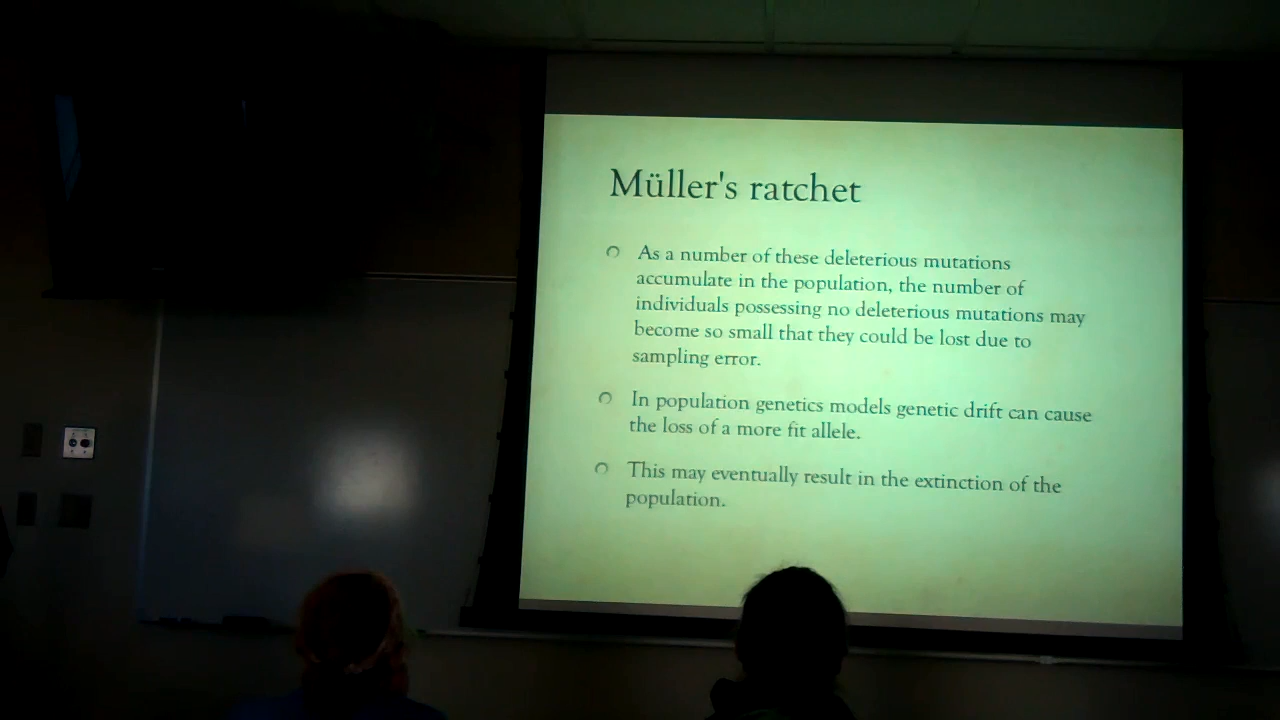 Müller's ratchet
As a number of these deleterious mutations
accumulate in the population, the number of
individuals possessing no deleterious mutations may
become so small that they could be lost due to
sampling error.
In population genetics models genetic drift can cause
the loss of a more fit allele.
This may eventually result in the extinction of the
population.